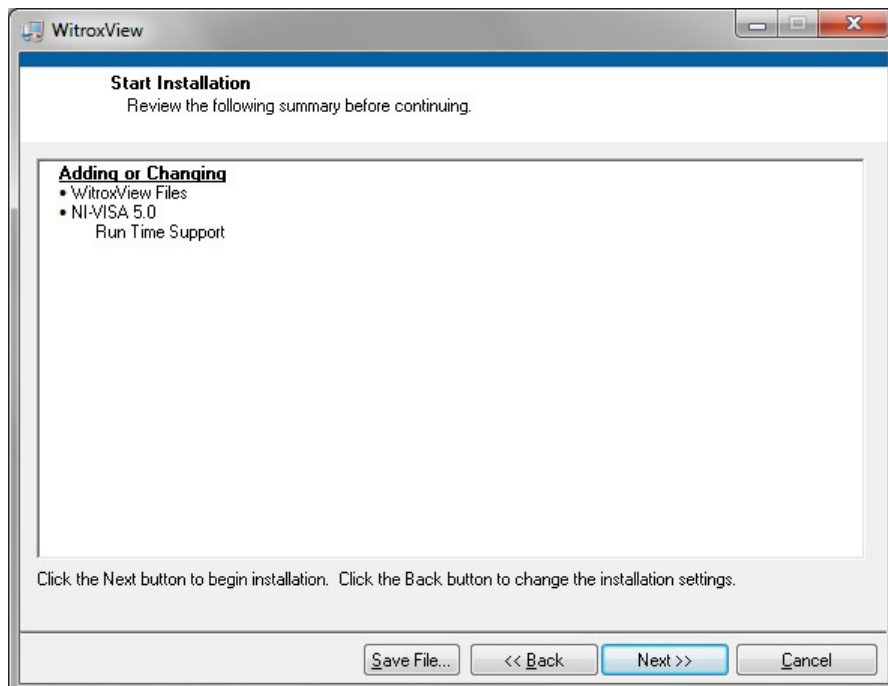 WitroxView
Start Installation
Review the following summary before continuing.
Adding or Changing
• WitroxView Files
• NI-VISA 5.0
Run Time Support
Click the Next button to begin installation. Click the Back button to change the installation settings.
Save File... << Back Next >> Cancel